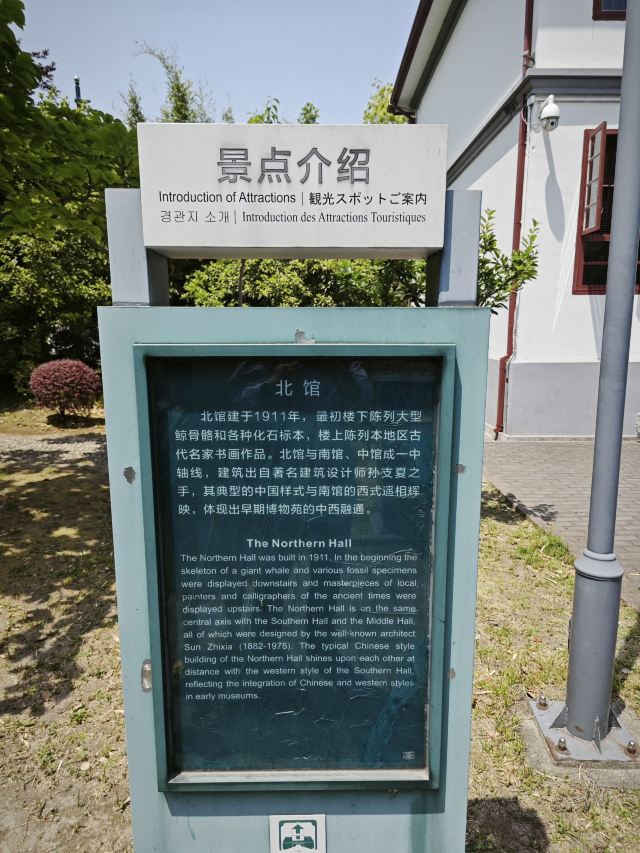 景点介绍
Introduction of Attractions | 観光スポットご案内
경관지 소개 | Introduction des Attractions Touristiques
北馆
北馆建于1911年，最初楼下陈列大型
鲸骨骼和各种化石标本，楼上陈列本地区古
代名家书画作品。北馆与南馆、中馆成一中
轴线，建筑出自著名建筑设计师孙支夏之
手，其典型的中国样式与南馆的西式遥相辉
映，体现出早期博物苑的中西融通。
The Northern Hall
The Northern Hall was built in 1911. In the beginning the
skeleton of a giant whale and various fossil specimens
were displayed downstairs and masterpieces of local
painters and calligraphers of the ancient times were
displayed upstairs. The Northern Hall is on the same
central axis with the Southern Hall and the Middle Hall,
all of which were designed by the well-known architect
Sun Zhixia (1882-1975). The typical Chinese style
building of the Northern Hall shines upon each other at
distance with the western style of the Southern Hall,
reflecting the integration of Chinese and western styles
in early museums.